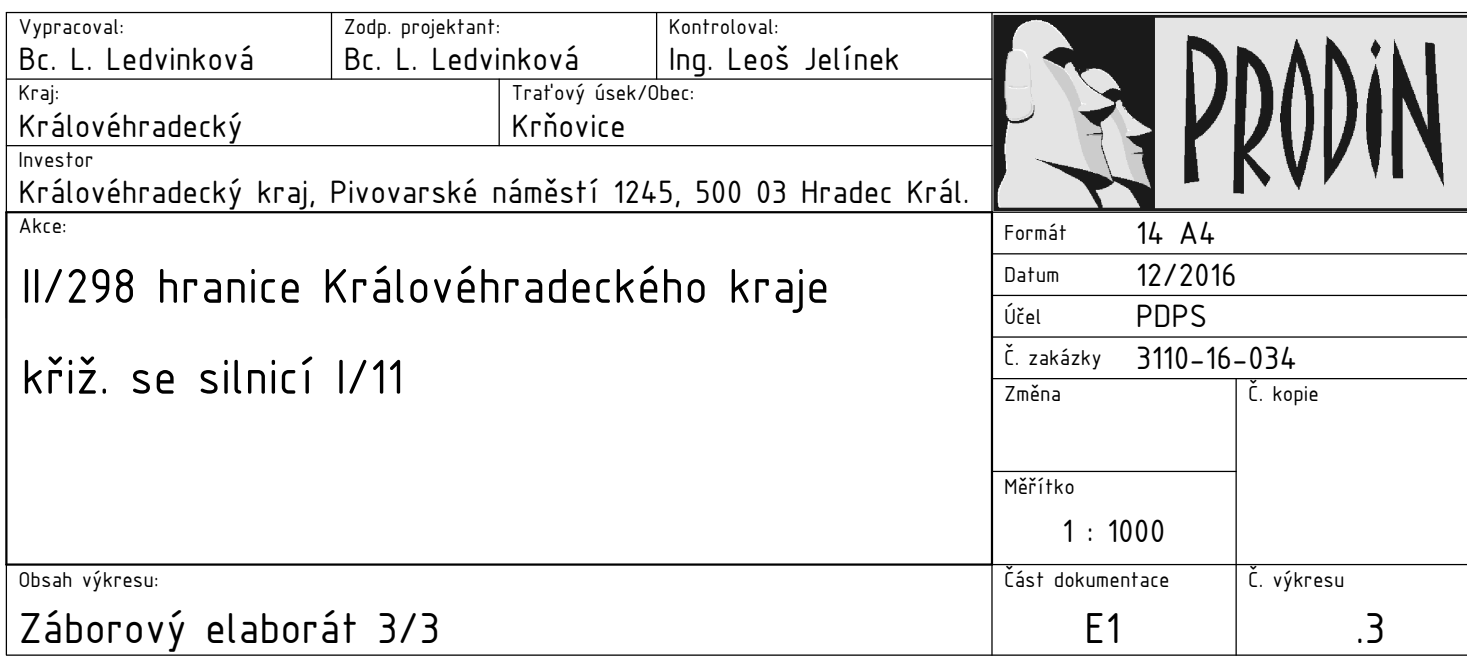 Vypracoval:
Bc. L. Ledvinková
Zodp. projektant:
Bc. L. Ledvinková
Kontroloval:
Ing. Leoš Jelínek
Kraj:
Královéhradecký
Traťový úsek/Obec:
Krňovice
Investor
Královéhradecký kraj, Pivovarské náměstí 1245, 500 03 Hradec Král.
PRODiN
Akce:
II/298 hranice Královéhradeckého kraje
křiž. se silnicí I/11
Formát 14 A4
Datum 12/2016
Účel PDPS
Č. zakázky 3110-16-034
Změna
Č. kopie
Měřítko
1 : 1000
Obsah výkresu:
Záborový elaborát 3/3
Část dokumentace
E1
Č. výkresu
.3